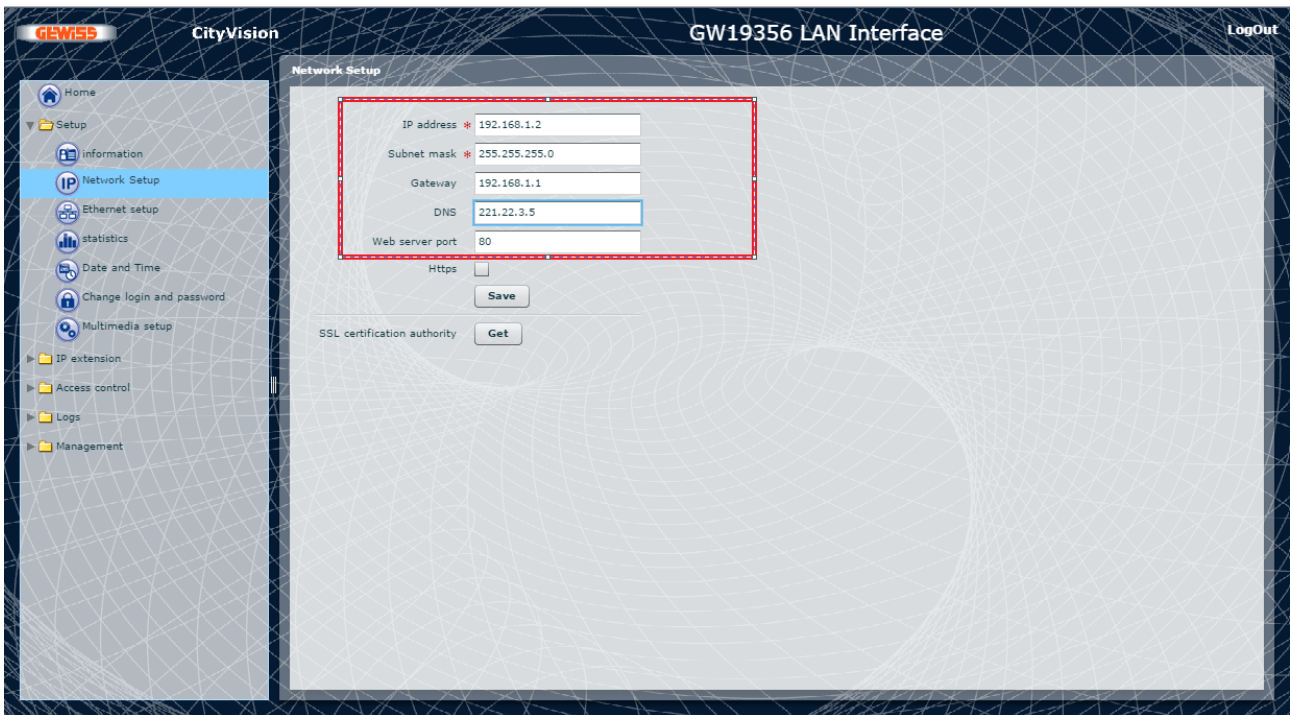 GEWISS CityVision GW19356 LAN Interface LogOut
Network Setup
Home
Setup
information
Network Setup
Ethernet setup
statistics
Date and Time
Change login and password
Multimedia setup
IP extension
Access control
Logs
Management
IP address * 192.168.1.2
Subnet mask * 255.255.255.0
Gateway 192.168.1.1
DNS 221.22.3.5
Web server port 80
Https
Save
SSL certification authority Get